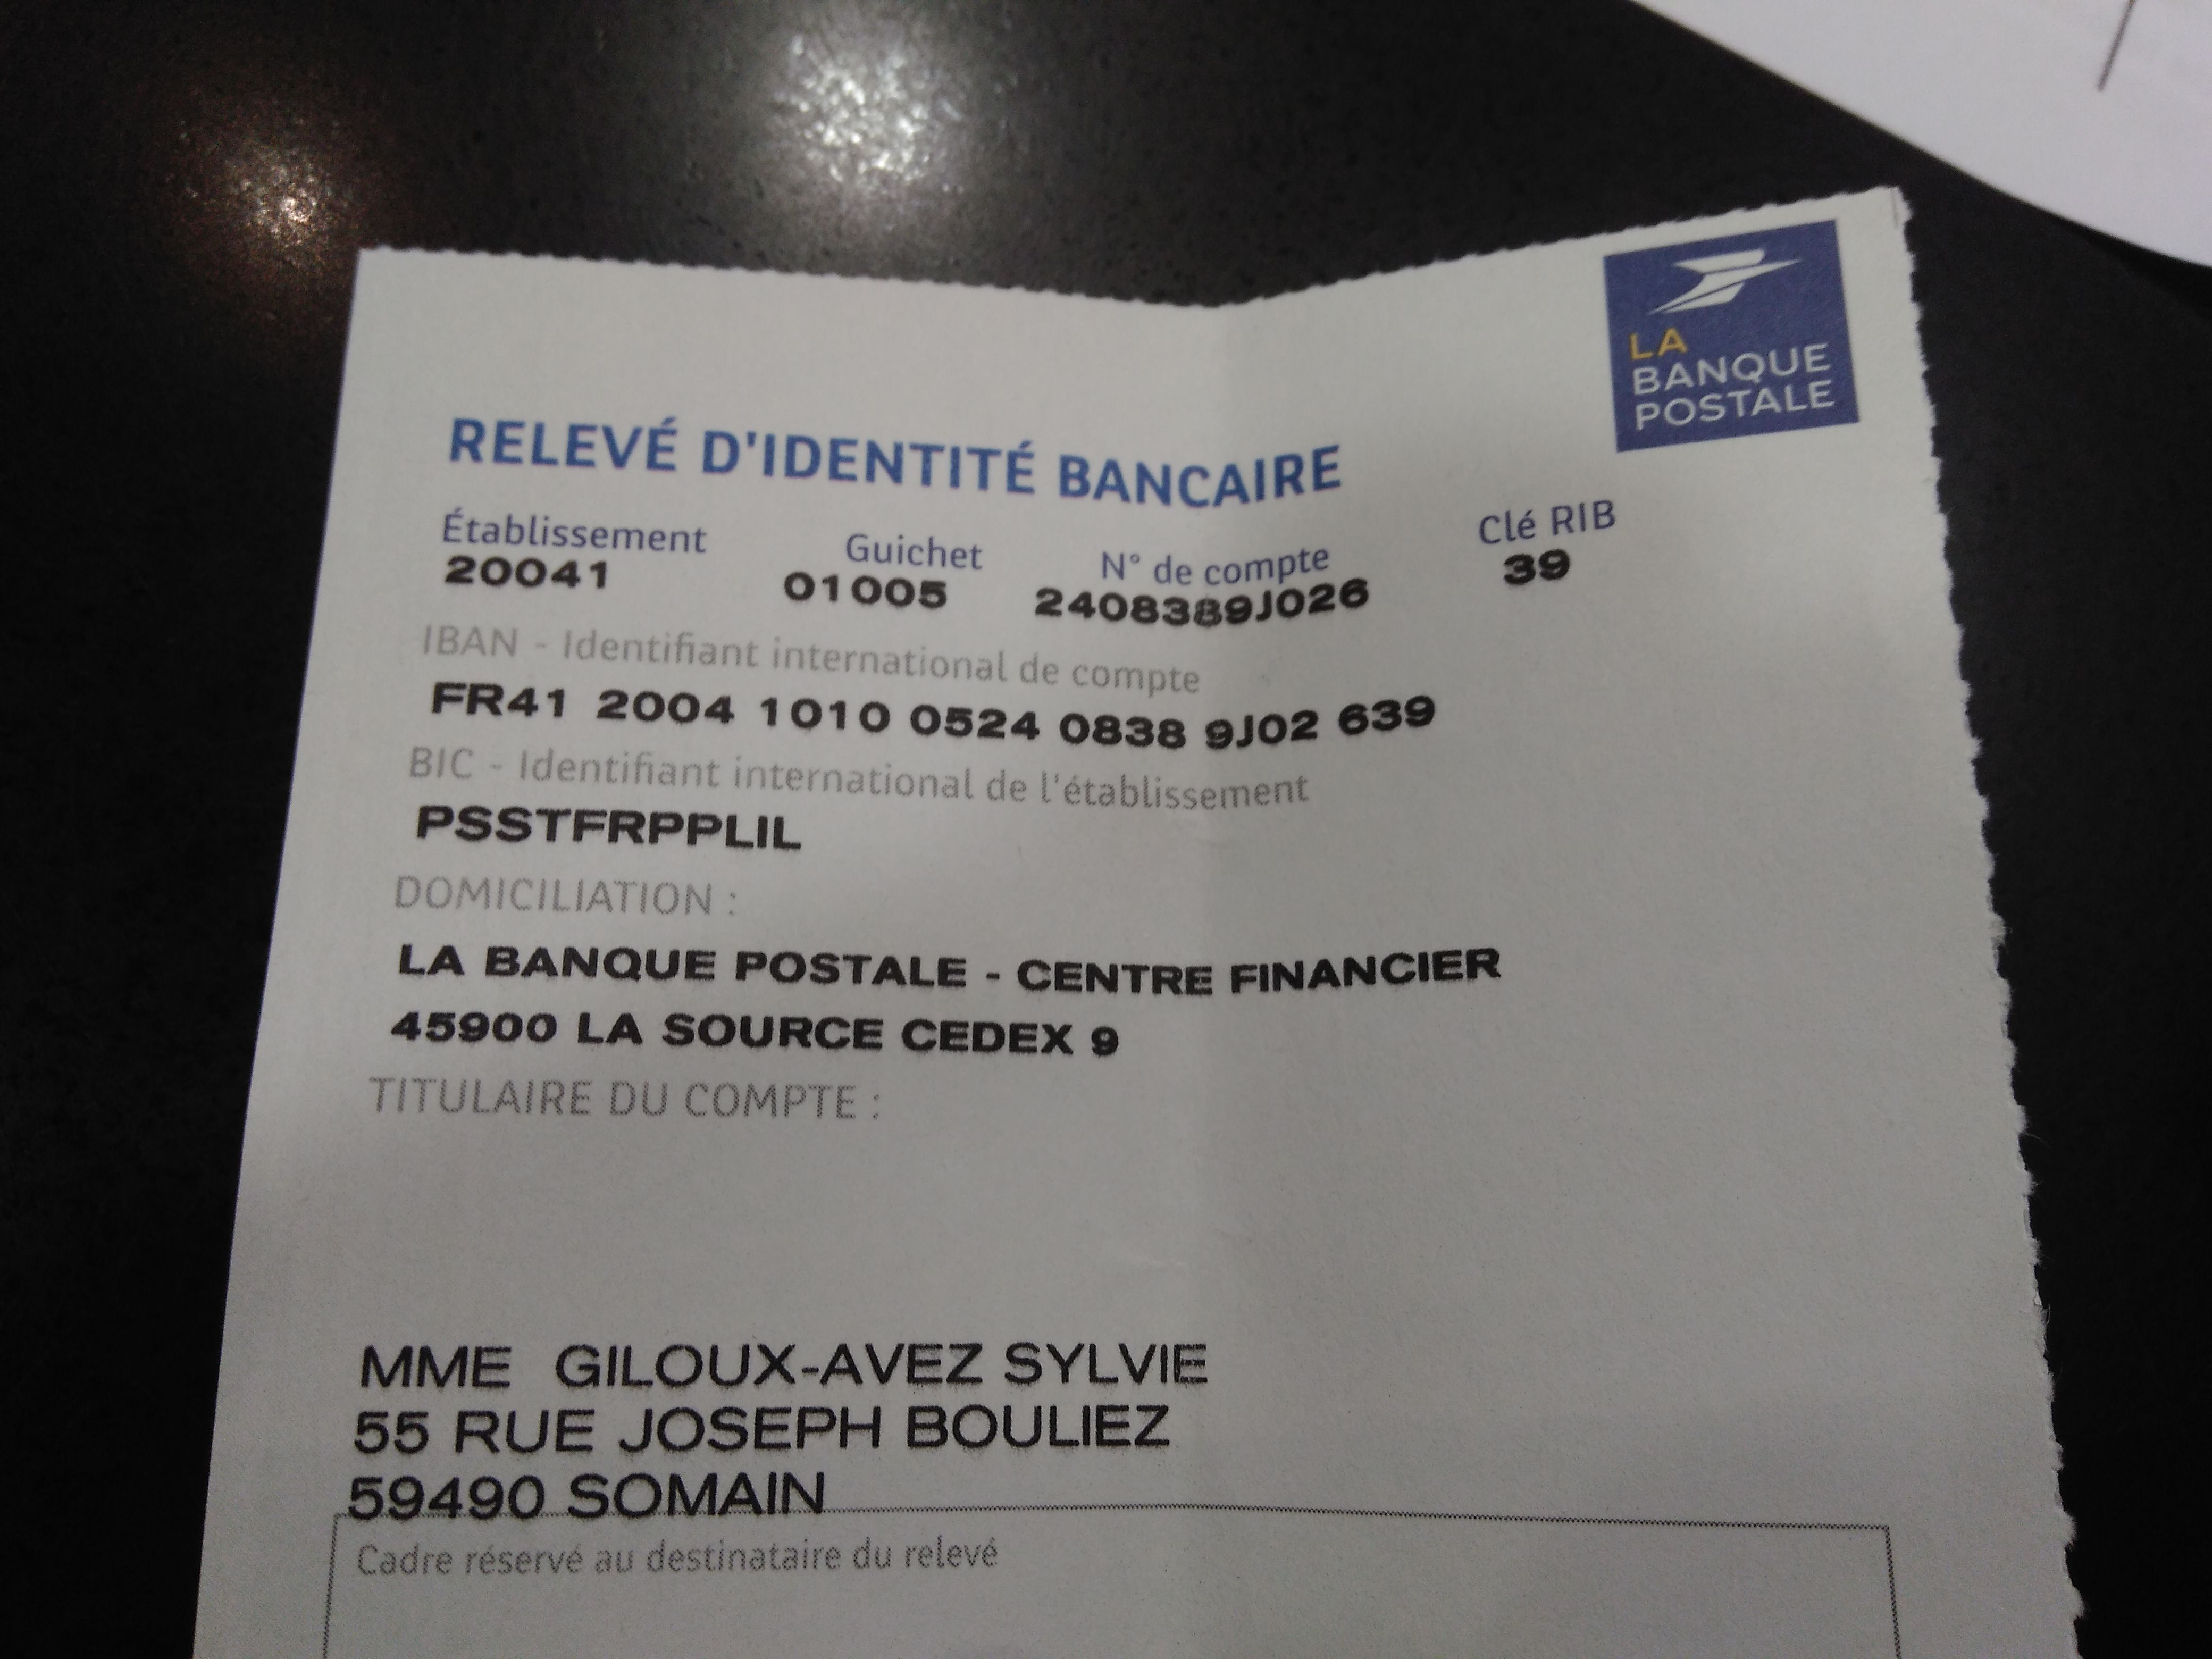 LA
BANQUE
POSTALE
RELEVÉ D'IDENTITÉ BANCAIRE
Établissement Guichet N° de compte Clé RIB
20041 01005 2408389J026 39
IBAN - Identifiant international de compte
FR41 2004 1010 0524 0838 9J02 639
BIC - Identifiant international de l'établissement
PSSTFRPPLIL
DOMICILIATION :
LA BANQUE POSTALE - CENTRE FINANCIER
45900 LA SOURCE CEDEX 9
TITULAIRE DU COMPTE :
MME GILOUX-AVEZ SYLVIE
55 RUE JOSEPH BOULIEZ
59490 SOMAIN
Cadre réservé au destinataire du relevé